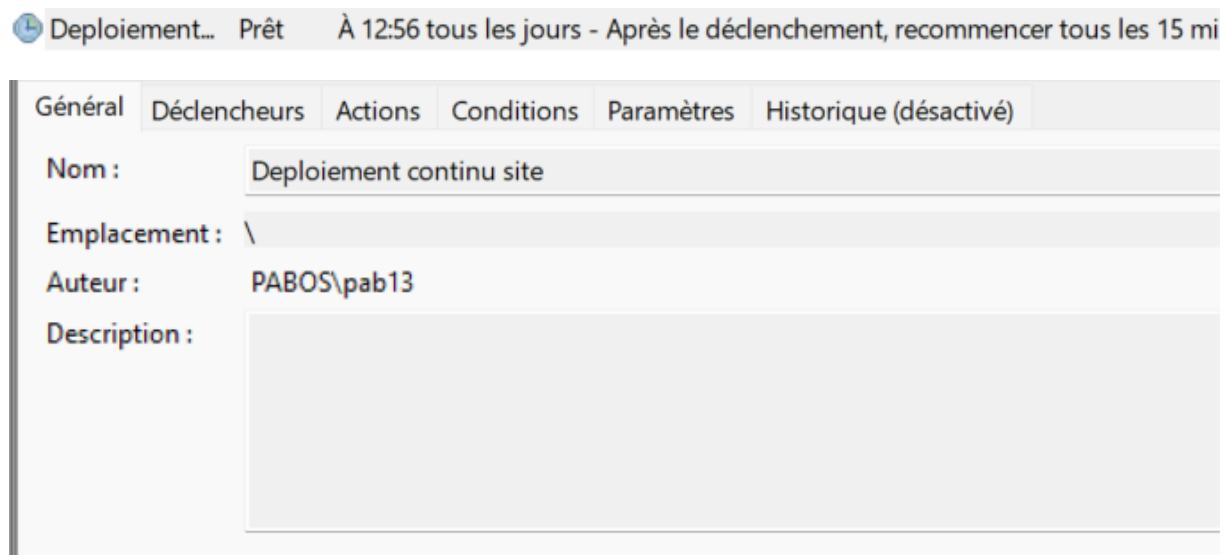 Deploiement... Prêt À 12:56 tous les jours - Après le déclenchement, recommencer tous les 15 mi
Général Déclencheurs Actions Conditions Paramètres Historique (désactivé)
Nom : Deploiement continu site
Emplacement : \
Auteur : PABOS\pab13
Description :